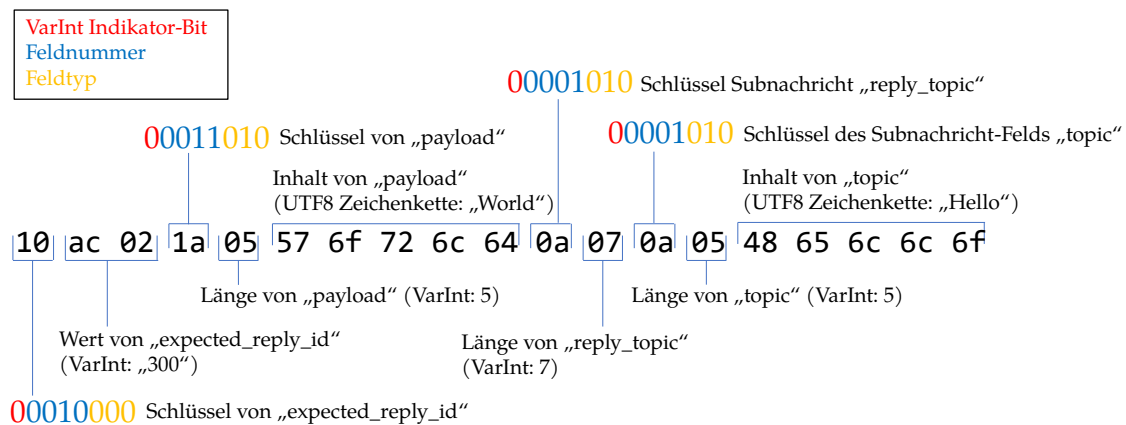 VarInt Indikator-Bit
Feldnummer
Feldtyp
00001010 Schlüssel Subnachricht „reply_topic“
00011010 Schlüssel von „payload“
00001010 Schlüssel des Subnachricht-Felds „topic“
Inhalt von „payload“
(UTF8 Zeichenkette: „World“)
Inhalt von „topic“
(UTF8 Zeichenkette: „Hello“)
10 ac 02 1a 05 57 6f 72 6c 64 0a 07 0a 05 48 65 6c 6c 6f
Länge von „payload“ (VarInt: 5)
Länge von „topic“ (VarInt: 5)
Wert von „expected_reply_id“
(VarInt: „300“)
Länge von „reply_topic“
(VarInt: 7)
00010000 Schlüssel von „expected_reply_id“